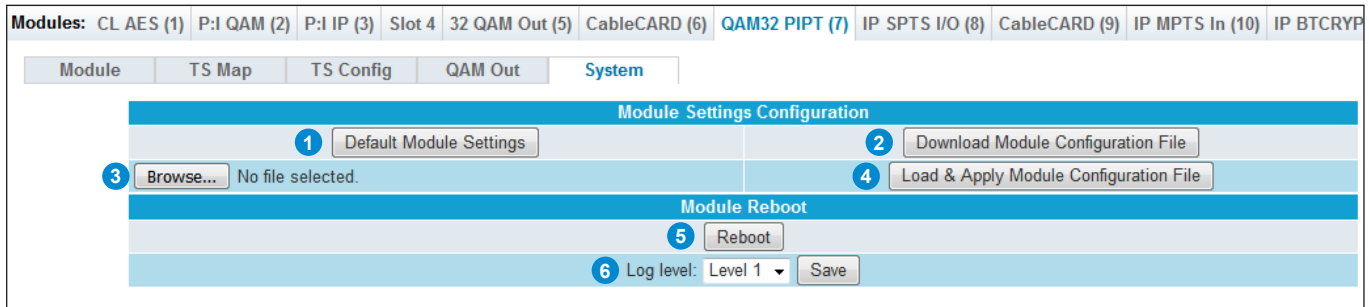 Modules: CL AES (1) P:I QAM (2) P:I IP (3) Slot 4 32 QAM Out (5) CableCARD (6) QAM32 PIPT (7) IP SPTS I/O (8) CableCARD (9) IP MPTS In (10) IP BTCRYP
Module TS Map TS Config QAM Out System
Module Settings Configuration
1 Default Module Settings 2 Download Module Configuration File
3 Browse... No file selected. 4 Load & Apply Module Configuration File
Module Reboot
5 Reboot
6 Log level: Level 1 Save